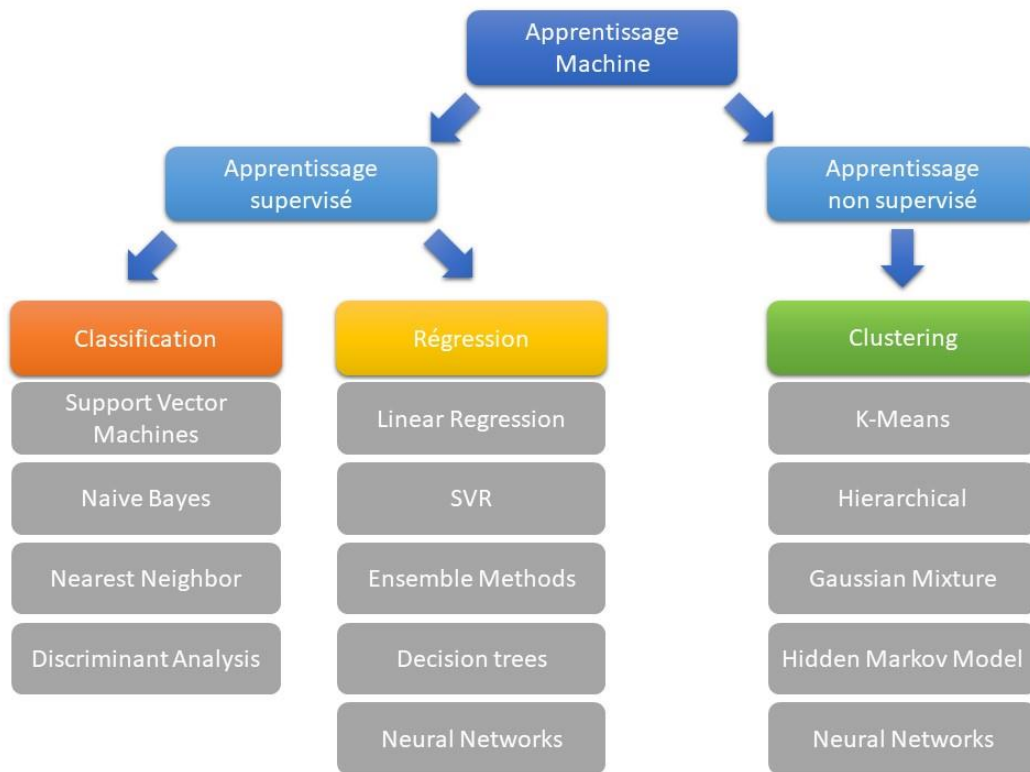 Apprentissage
Machine
Apprentissage
supervisé
Apprentissage
non supervisé
Classification
Régression
Clustering
Support Vector
Machines
Linear Regression
K-Means
Naive Bayes
SVR
Hierarchical
Nearest Neighbor
Ensemble Methods
Gaussian Mixture
Discriminant Analysis
Decision trees
Hidden Markov Model
Neural Networks
Neural Networks